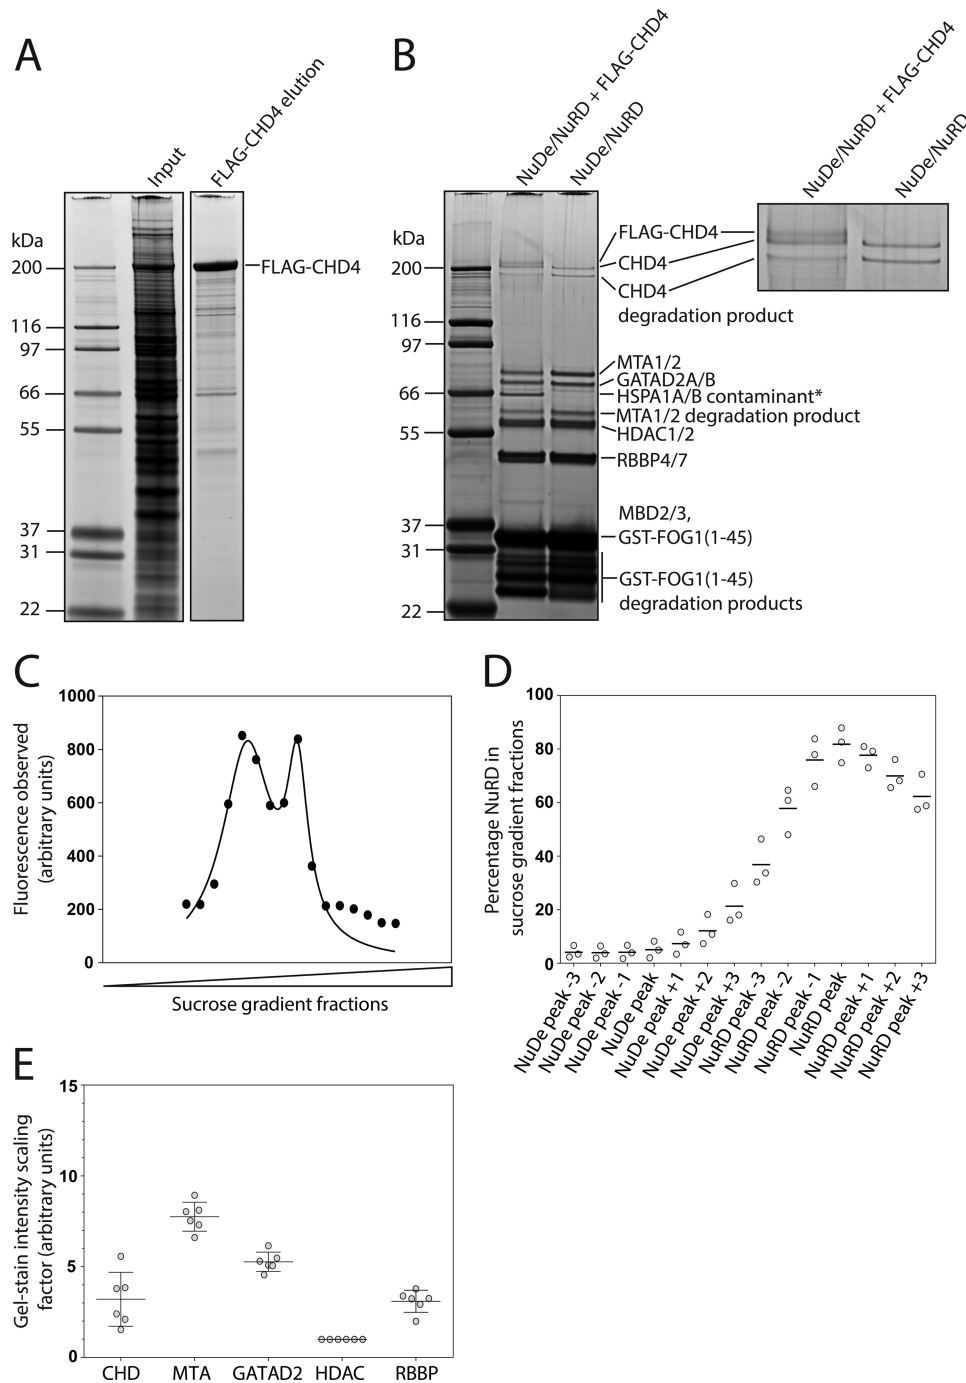 A
Input
FLAG-CHD4 elution
kDa
200
116
97
66
55
37
31
22
FLAG-CHD4
B
NuDe/NuRD + FLAG-CHD4
NuDe/NuRD
kDa
200
116
97
66
55
37
31
22
FLAG-CHD4
CHD4
CHD4
degradation product
MTA1/2
GATAD2A/B
HSPA1A/B contaminant*
MTA1/2 degradation product
HDAC1/2
RBBP4/7
MBD2/3,
GST-FOG1(1-45)
GST-FOG1(1-45)
degradation products
NuDe/NuRD + FLAG-CHD4
NuDe/NuRD
C
Fluorescence observed
(arbitrary units)
1000
800
600
400
200
0
Sucrose gradient fractions
D
Percentage NuRD in
sucrose gradient fractions
100
80
60
40
20
0
NuDe peak -3
NuDe peak -2
NuDe peak -1
NuDe peak
NuDe peak +1
NuDe peak +2
NuDe peak +3
NuRD peak -3
NuRD peak -2
NuRD peak -1
NuRD peak
NuRD peak +1
NuRD peak +2
NuRD peak +3
E
Gel-stain intensity scaling
factor (arbitrary units)
15
10
5
0
CHD
MTA
GATAD2
HDAC
RBBP